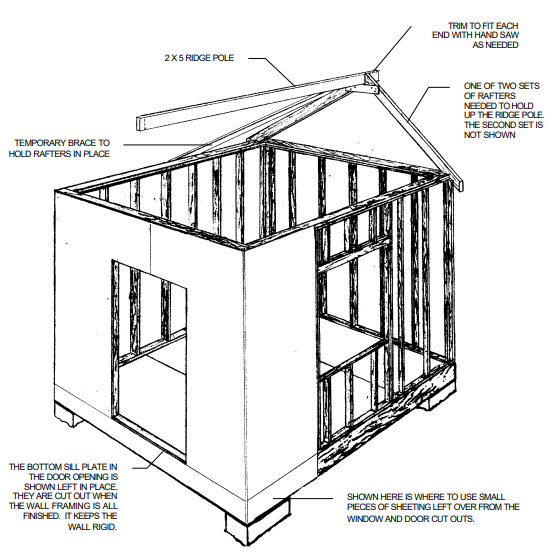 TRIM TO FIT EACH
END WITH HAND SAW
AS NEEDED
2 X 5 RIDGE POLE
ONE OF TWO SETS
OF RAFTERS
NEEDED TO HOLD
UP THE RIDGE POLE.
THE SECOND SET IS
NOT SHOWN
TEMPORARY BRACE TO
HOLD RAFTERS IN PLACE
THE BOTTOM SILL PLATE IN
THE DOOR OPENING IS
SHOWN LEFT IN PLACE.
THEY ARE CUT OUT WHEN
THE WALL FRAMING IS ALL
FINISHED. IT KEEPS THE
WALL RIGID.
SHOWN HERE IS WHERE TO USE SMALL
PIECES OF SHEETING LEFT OVER FROM THE
WINDOW AND DOOR CUT OUTS.